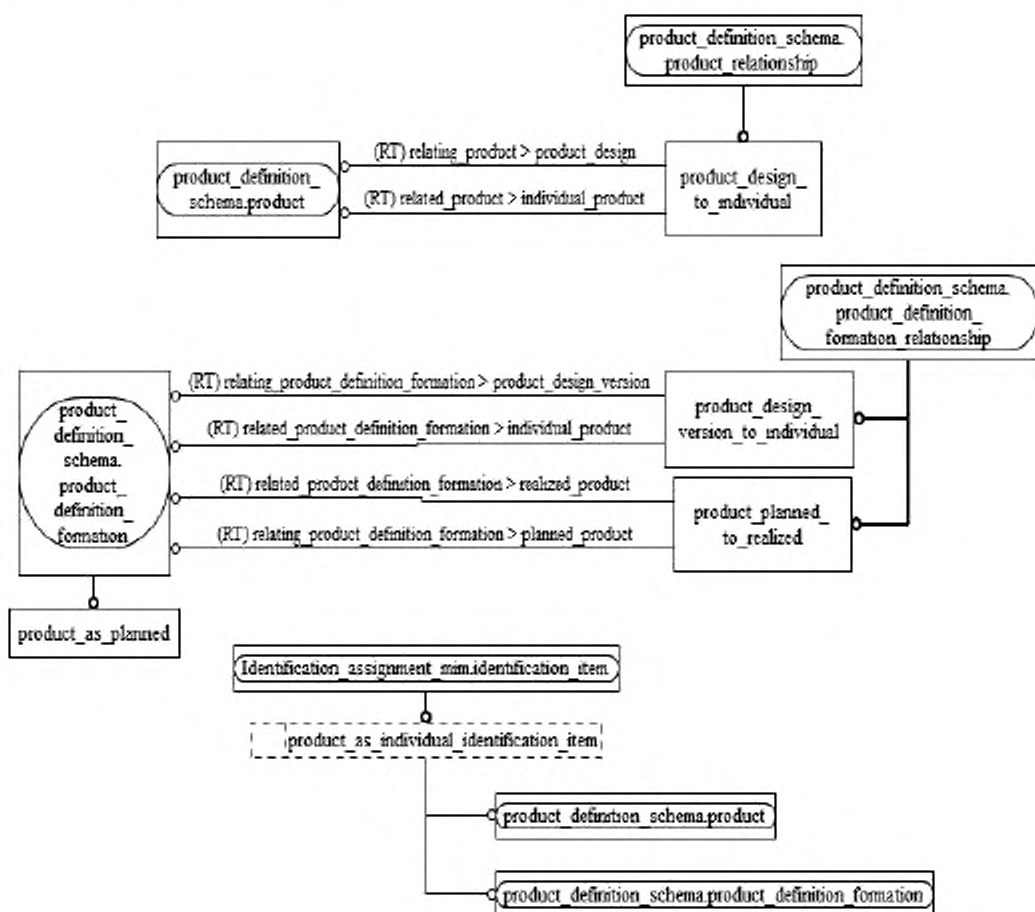 product_definition_schema.
product_relationship
(RT) relating_product > product_design
product_definition_
schema.product
product_design_
to_individual
(RT) related_product > individual_product
product_definition_schema.
product_definition_
formation_relationship
(RT) relating_product_definition_formation > product_design_version
product_
definition_
schema.
product_
definition_
formation
product_design_
version_to_individual
(RT) related_product_definition_formation > individual_product
(RT) related_product_definition_formation > realized_product
product_planned_
to_realized
(RT) relating_product_definition_formation > planned_product
product_as_planned
Identification_assignment_mim.identification_item
product_as_individual_identification_item
product_definition_schema.product
product_definition_schema.product_definition_formation